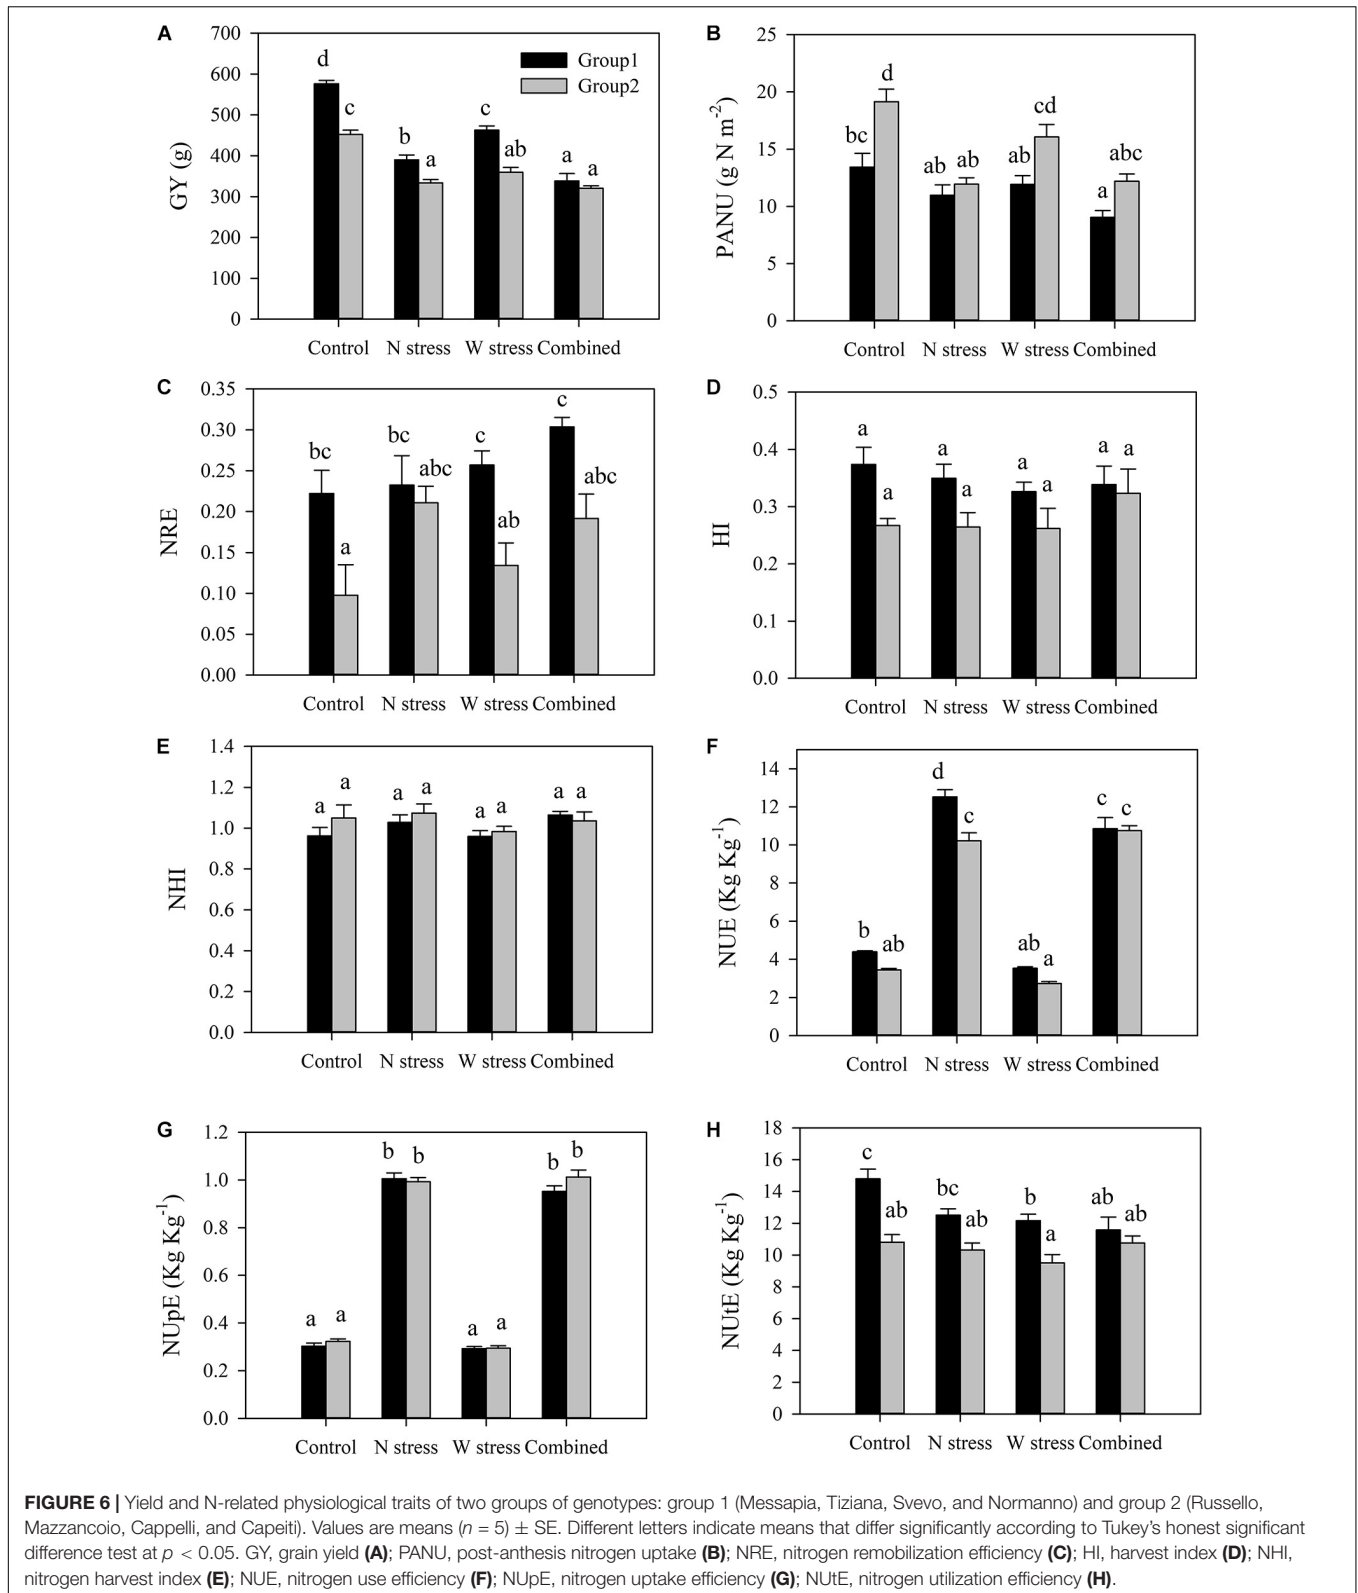 A
GY (g)
700
600
500
400
300
200
100
0
Group1
Group2
d
c
b
a
c
ab
a
a
Control N stress W stress Combined
B
PANU (g N m-2)
25
20
15
10
5
0
bc
d
ab
ab
ab
cd
a
abc
Control N stress W stress Combined
C
NRE
0.35
0.30
0.25
0.20
0.15
0.10
0.05
0.00
bc
a
bc
abc
c
ab
c
abc
Control N stress W stress Combined
D
HI
0.5
0.4
0.3
0.2
0.1
0.0
a
a
a
a
a
a
a
a
Control N stress W stress Combined
E
NHI
1.4
1.2
1.0
0.8
0.6
0.4
0.2
0.0
a
a
a
a
a
a
a
a
Control N stress W stress Combined
F
NUE (Kg Kg-1)
14
12
10
8
6
4
2
0
b
ab
d
c
ab
a
c
c
Control N stress W stress Combined
G
NUpE (Kg Kg-1)
1.2
1.0
0.8
0.6
0.4
0.2
0.0
a
a
b
b
a
a
b
b
Control N stress W stress Combined
H
NUtE (Kg Kg-1)
18
16
14
12
10
8
6
4
2
0
c
ab
bc
ab
b
a
ab
ab
Control N stress W stress Combined
FIGURE 6 | Yield and N-related physiological traits of two groups of genotypes: group 1 (Messapia, Tiziana, Svevo, and Normanno) and group 2 (Russello,
Mazzancoio, Cappelli, and Capeiti). Values are means (n = 5) ± SE. Different letters indicate means that differ significantly according to Tukey's honest significant
difference test at p < 0.05. GY, grain yield (A); PANU, post-anthesis nitrogen uptake (B); NRE, nitrogen remobilization efficiency (C); HI, harvest index (D); NHI,
nitrogen harvest index (E); NUE, nitrogen use efficiency (F); NUpE, nitrogen uptake efficiency (G); NUtE, nitrogen utilization efficiency (H).